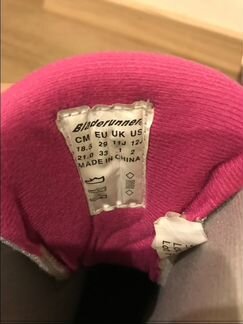 Bladerunner
CM EU UK US
18.5 29 11J 12J
21.0 33 1 2
MADE IN CHINA